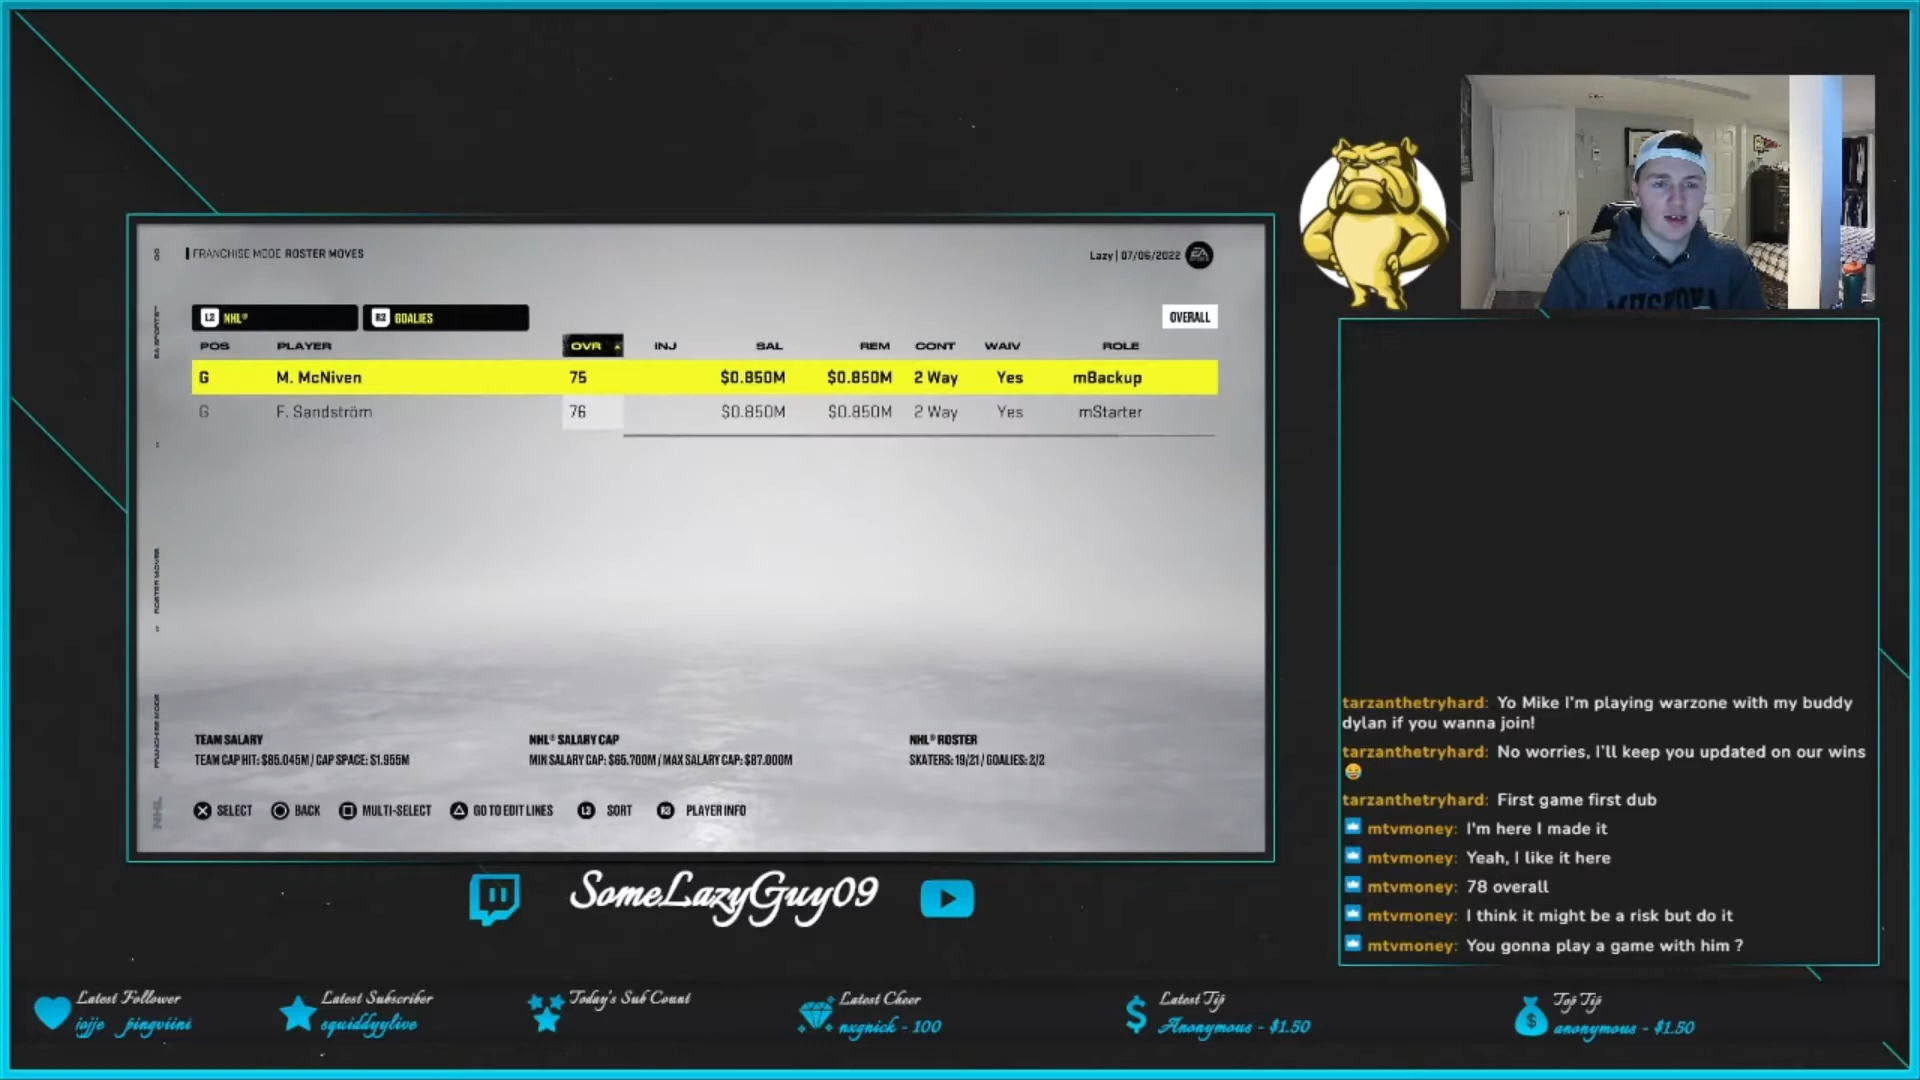 FRANCHISE MODE ROSTER MOVES
Lazy | 07/06/2022
L2 NHL®
R2 GOALIES
OVERALL
POS PLAYER OVR INJ SAL REM CONT WAIV ROLE
G M. McNiven 75 $0.850M $0.850M 2 Way Yes mBackup
G F. Sandström 76 $0.850M $0.850M 2 Way Yes mStarter
TEAM SALARY
TEAM CAP HIT: $85.045M / CAP SPACE: $1.955M
NHL® SALARY CAP
MIN SALARY CAP: $65.700M / MAX SALARY CAP: $87.000M
NHL® ROSTER
SKATERS: 19/21 / GOALIES: 2/2
SELECT BACK MULTI-SELECT GO TO EDIT LINES SORT PLAYER INFO
ROSTER MOVES
FRANCHISE MODE
NHL
tarzanthetryhard: Yo Mike I'm playing warzone with my buddy
dylan if you wanna join!
tarzanthetryhard: No worries, I'll keep you updated on our wins
😂
tarzanthetryhard: First game first dub
mtvmoney: I'm here I made it
mtvmoney: Yeah, I like it here
mtvmoney: 78 overall
mtvmoney: I think it might be a risk but do it
mtvmoney: You gonna play a game with him ?
SomeLazyGuy09
Latest Follower
jojje_pingviini
Latest Subscriber
squiddyylive
Today's Sub Count
Latest Cheer
nxgnick - 100
Latest Tip
Anonymous - $1.50
Top Tip
anonymous - $1.50